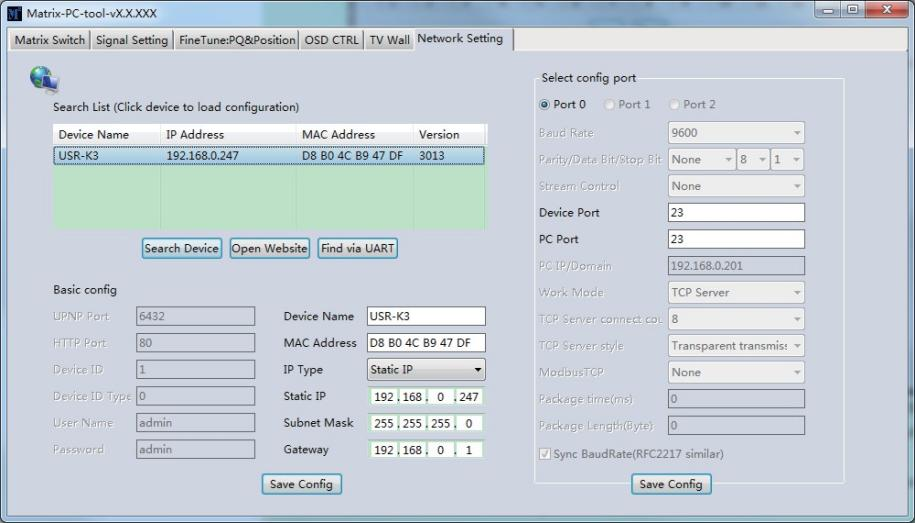 Matrix-PC-tool-vX.X.XXX
Matrix Switch Signal Setting FineTune:PQ&Position OSD CTRL TV Wall Network Setting
Search List (Click device to load configuration)
Device Name IP Address MAC Address Version
USR-K3 192.168.0.247 D8 B0 4C B9 47 DF 3013
Search Device Open Website Find via UART
Basic config
UPNP Port 6432
HTTP Port 80
Device ID 1
Device ID Type 0
User Name admin
Password admin
Device Name USR-K3
MAC Address D8 B0 4C B9 47 DF
IP Type Static IP
Static IP 192 . 168 . 0 . 247
Subnet Mask 255 . 255 . 255 . 0
Gateway 192 . 168 . 0 . 1
Save Config
Select config port
Port 0 Port 1 Port 2
Baud Rate 9600
Parity/Data Bit/Stop Bit None 8 1
Stream Control None
Device Port 23
PC Port 23
PC IP/Domain 192.168.0.201
Work Mode TCP Server
TCP Server connect cou 8
TCP Server style Transparent transmiss
ModbusTCP None
Package time(ms) 0
Package Length(Byte) 0
Sync BaudRate(RFC2217 similar)
Save Config